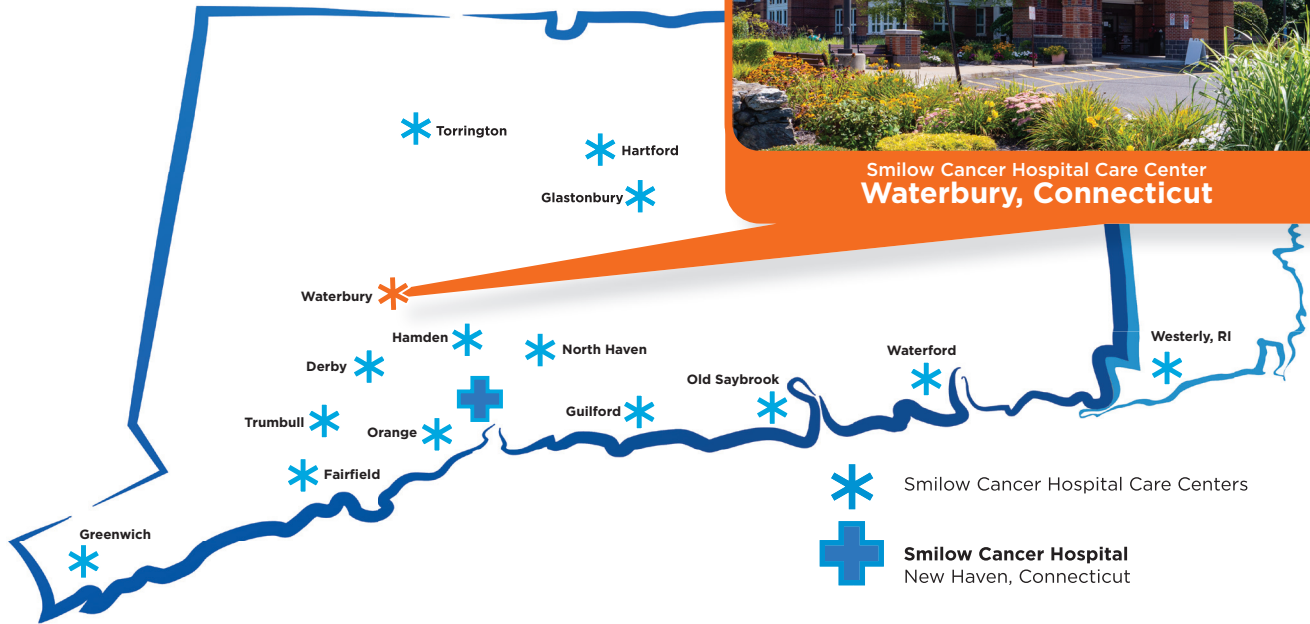 Torrington
Hartford
Glastonbury
Smilow Cancer Hospital Care Center
Waterbury, Connecticut
Waterbury
Hamden
North Haven
Derby
Waterford
Westerly, RI
Old Saybrook
Guilford
Trumbull
Orange
Fairfield
Greenwich
Smilow Cancer Hospital Care Centers
Smilow Cancer Hospital
New Haven, Connecticut